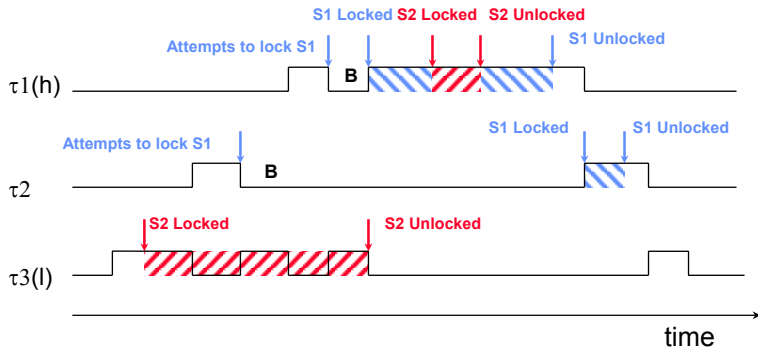 S1 Locked S2 Locked S2 Unlocked
Attempts to lock S1 S1 Unlocked
B
τ1(h)
Attempts to lock S1 S1 Locked S1 Unlocked
B
τ2
S2 Locked S2 Unlocked
τ3(l)
time